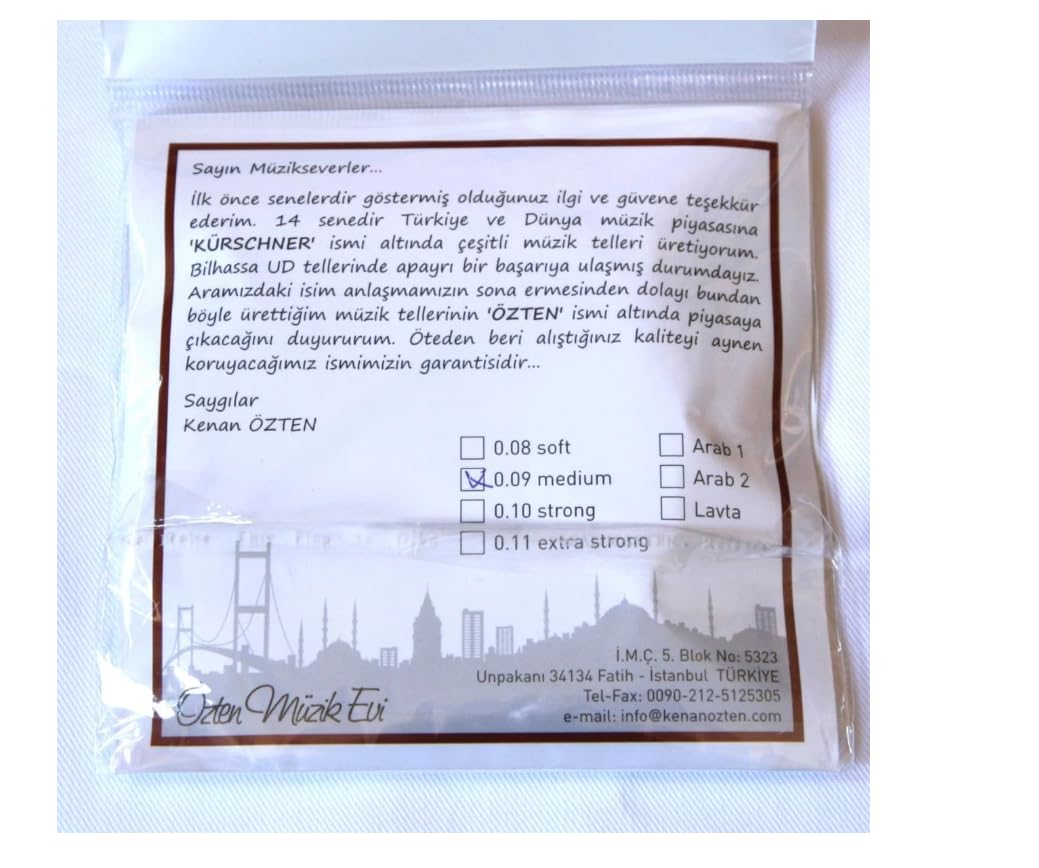 Sayın Müzikseverler...
İlk önce senelerdir göstermiş olduğunuz ilgi ve güvene teşekkür
ederim. 14 senedir Türkiye ve Dünya müzik piyasasına
'KÜRSCHNER' ismi altında çeşitli müzik telleri üretiyorum.
Bilhassa UD tellerinde apayrı bir başarıya ulaşmış durumdayız.
Aramızdaki isim anlaşmamızın sona ermesinden dolayı bundan
böyle ürettiğim müzik tellerinin 'ÖZTEN' ismi altında piyasaya
çıkacağını duyururum. Öteden beri alıştığınız kaliteyi aynen
koruyacağımız ismimizin garantisidir...
Saygılar
Kenan ÖZTEN
0.08 soft
0.09 medium
0.10 strong
0.11 extra strong
Arab 1
Arab 2
Lavta
İ.M.Ç. 5. Blok No: 5323
Unpakanı 34134 Fatih - İstanbul TÜRKİYE
Tel-Fax: 0090-212-5125305
e-mail: info@kenanozten.com
Özten Müzik Evi